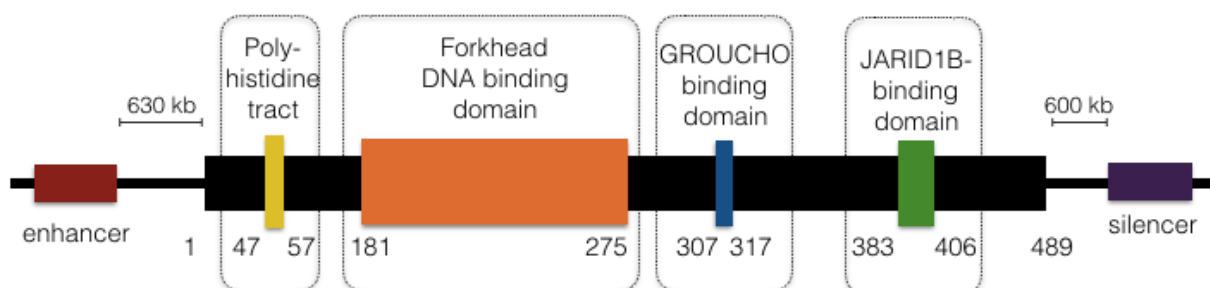 Poly-
histidine
tract
Forkhead
DNA binding
domain
GROUCHO
binding
domain
JARID1B-
binding
domain
630 kb
600 kb
enhancer
silencer
1
47
57
181
275
307
317
383
406
489